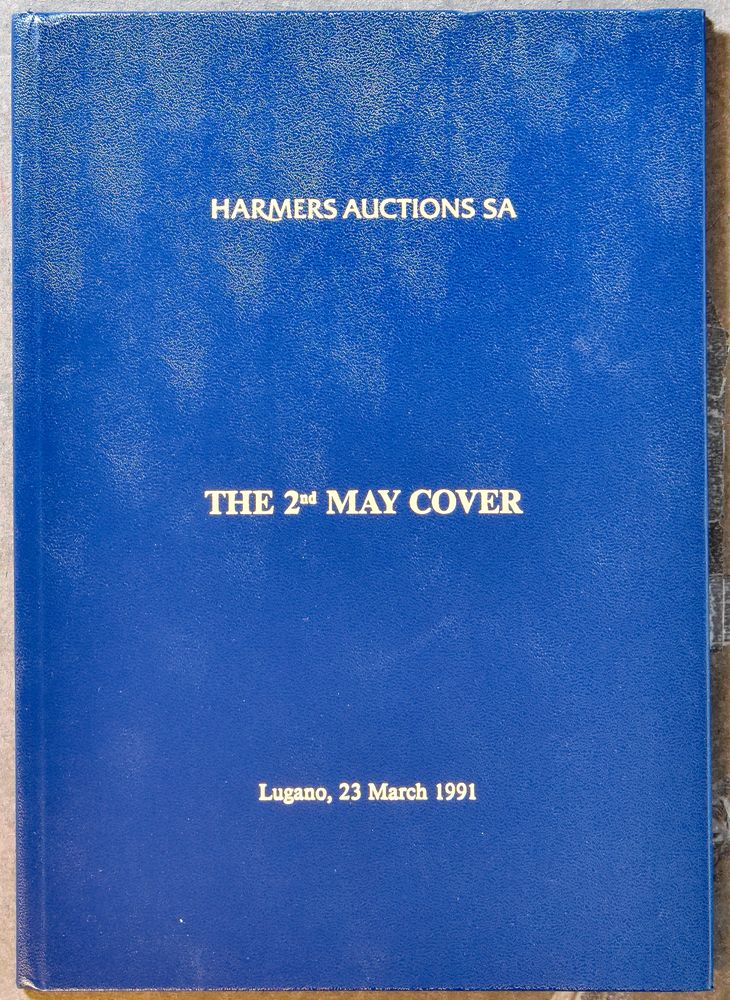 HARMERS AUCTIONS SA
THE 2nd MAY COVER
Lugano, 23 March 1991